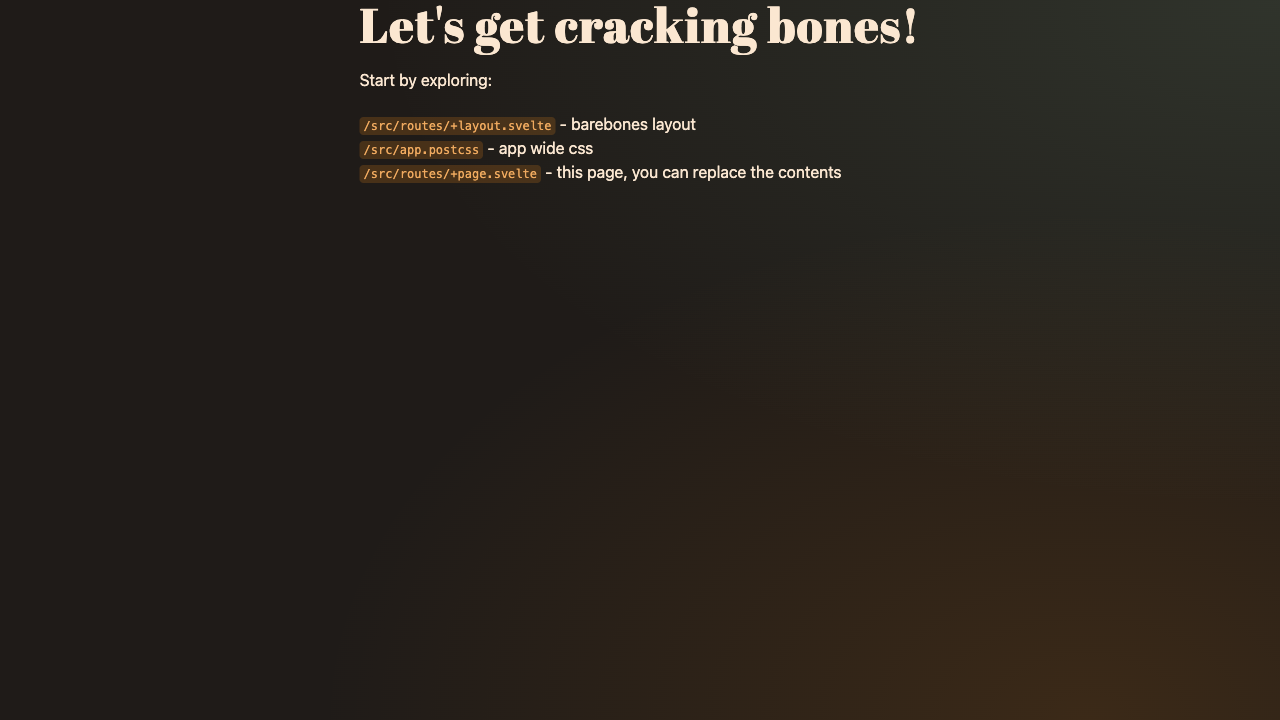 Let's get cracking bones!
Start by exploring:
/src/routes/+layout.svelte - barebones layout
/src/app.postcss - app wide css
/src/routes/+page.svelte - this page, you can replace the contents